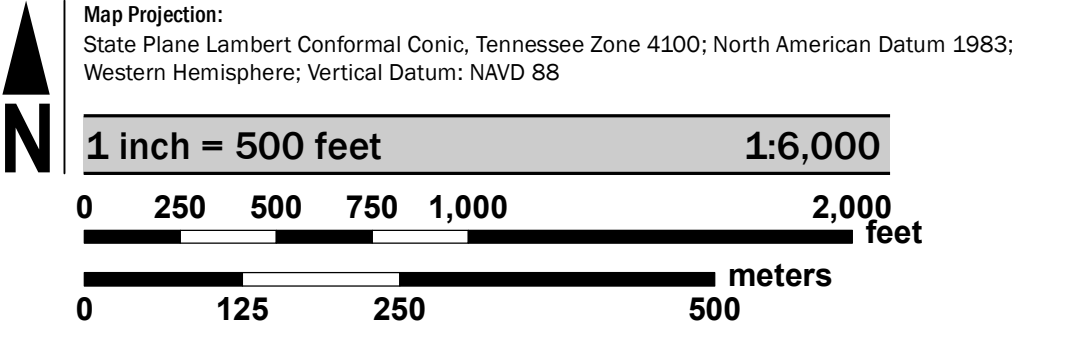 Map Projection:
State Plane Lambert Conformal Conic, Tennessee Zone 4100; North American Datum 1983;
Western Hemisphere; Vertical Datum: NAVD 88
N
1 inch = 500 feet 1:6,000
0 250 500 750 1,000 2,000
feet
meters
0 125 250 500